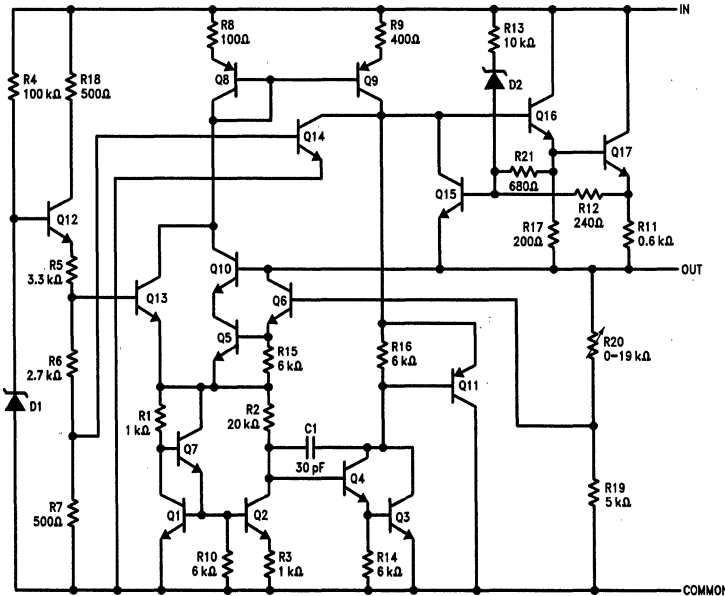 IN
R8
100Ω
R9
400Ω
R13
10 kΩ
R4
100 kΩ
R18
500Ω
Q8
Q9
D2
Q16
Q14
R21
680Ω
Q17
Q15
R12
240Ω
Q12
R17
200Ω
R11
0.6 kΩ
R5
3.3 kΩ
Q10
OUT
Q13
Q6
Q5
R15
6 kΩ
R16
6 kΩ
R20
0–19 kΩ
R6
2.7 kΩ
Q11
D1
R1
1 kΩ
R2
20 kΩ
C1
30 pF
Q7
Q4
R7
500Ω
Q1
Q2
Q3
R19
5 kΩ
R10
6 kΩ
R3
1 kΩ
R14
6 kΩ
COMMON